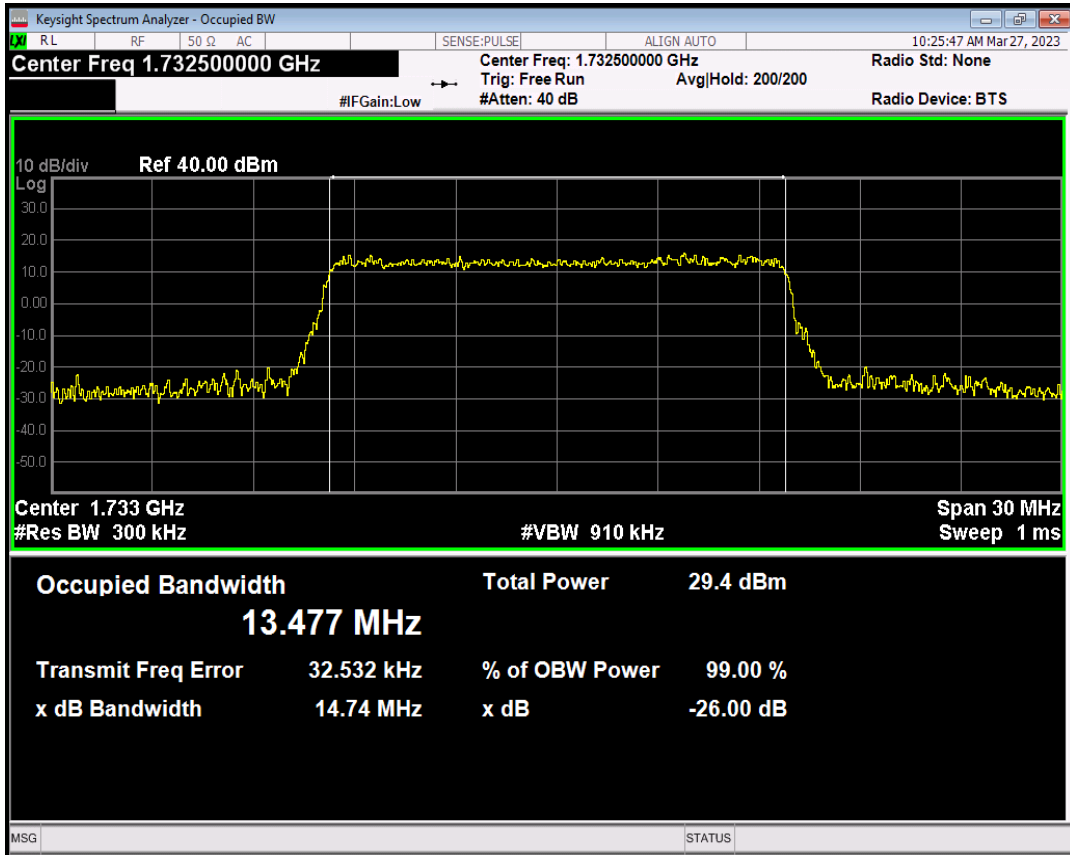 Keysight Spectrum Analyzer - Occupied BW
LXI RL RF 50 Ω AC SENSE:PULSE ALIGN AUTO 10:25:47 AM Mar 27, 2023
Center Freq 1.732500000 GHz
Center Freq: 1.732500000 GHz
Radio Std: None
Trig: Free Run Avg|Hold: 200/200
#IFGain:Low #Atten: 40 dB Radio Device: BTS
10 dB/div Ref 40.00 dBm
Log
30.0
20.0
10.0
0.00
-10.0
-20.0
-30.0
-40.0
-50.0
Center 1.733 GHz Span 30 MHz
#Res BW 300 kHz #VBW 910 kHz Sweep 1 ms
Occupied Bandwidth Total Power 29.4 dBm
13.477 MHz
Transmit Freq Error 32.532 kHz % of OBW Power 99.00 %
x dB Bandwidth 14.74 MHz x dB -26.00 dB
MSG STATUS